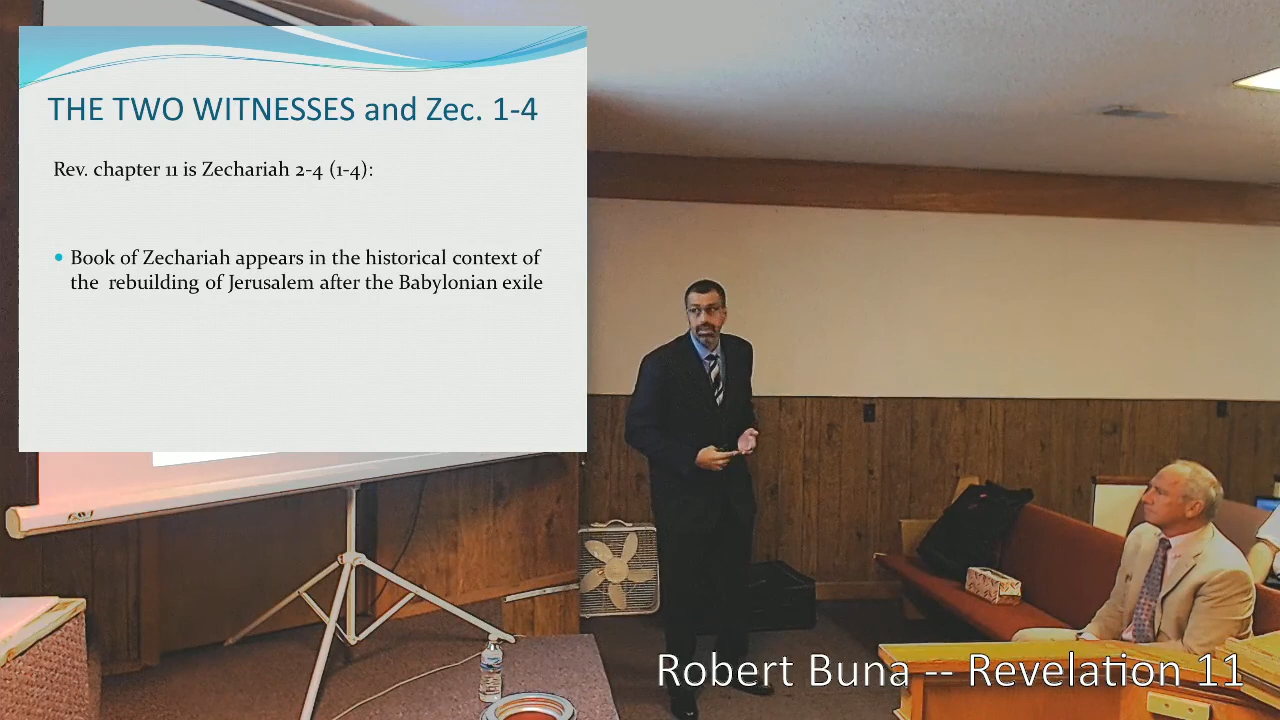 THE TWO WITNESSES and Zec. 1-4
Rev. chapter 11 is Zechariah 2-4 (1-4):
• Book of Zechariah appears in the historical context of
the rebuilding of Jerusalem after the Babylonian exile
Robert Buna -- Revelation 11